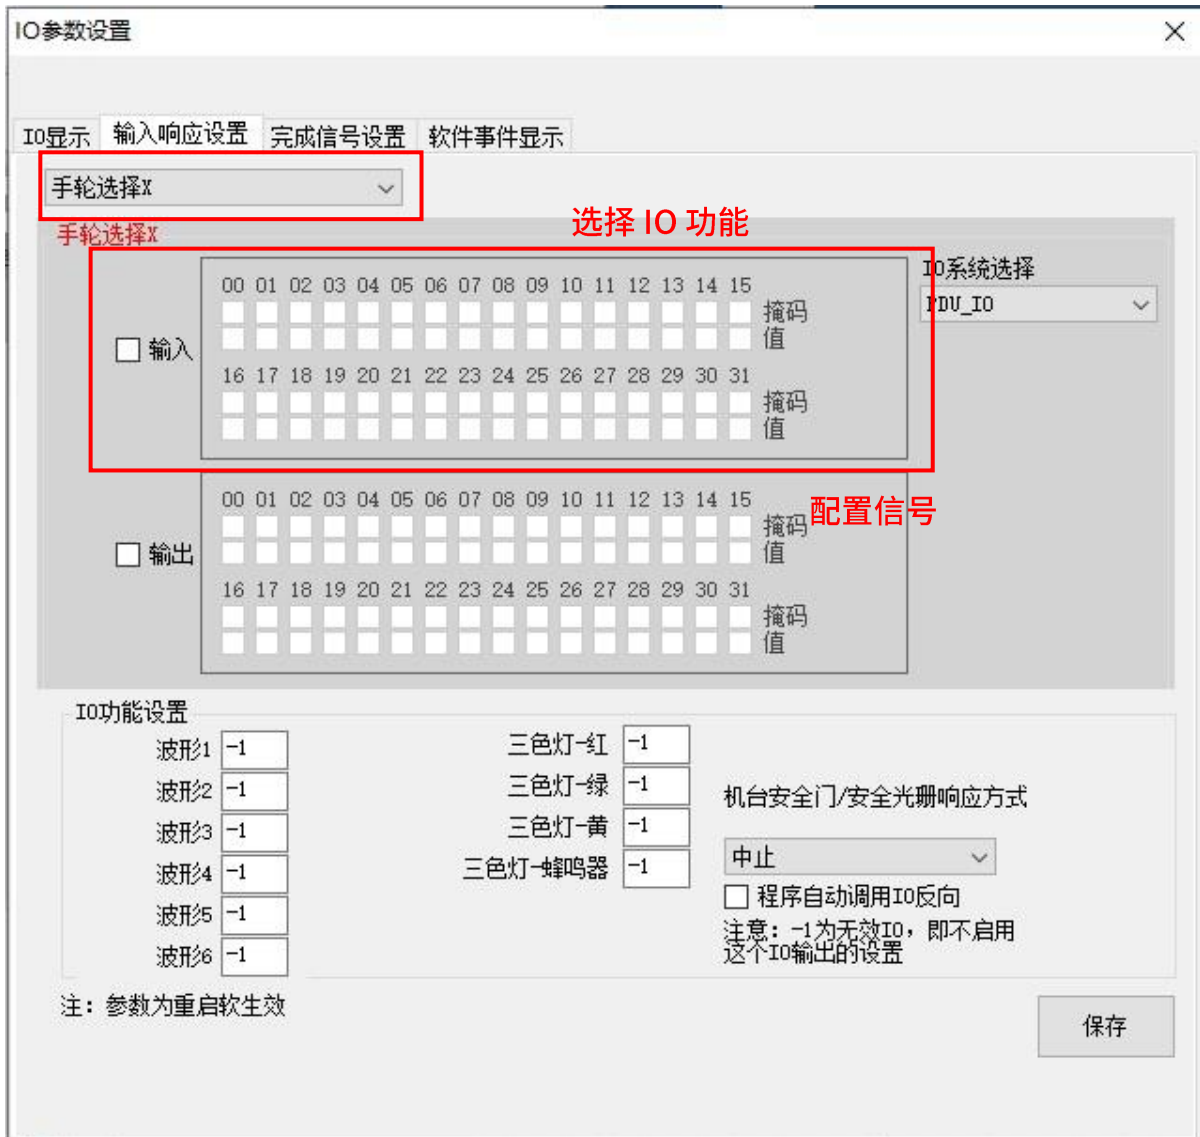 IO参数设置
IO显示 输入响应设置 完成信号设置 软件事件显示
手轮选择X
选择 IO 功能
手轮选择X
IO系统选择
PDV_IO
00 01 02 03 04 05 06 07 08 09 10 11 12 13 14 15
掩码
值
输入
16 17 18 19 20 21 22 23 24 25 26 27 28 29 30 31
掩码
值
配置信号
00 01 02 03 04 05 06 07 08 09 10 11 12 13 14 15
掩码
值
输出
16 17 18 19 20 21 22 23 24 25 26 27 28 29 30 31
掩码
值
IO功能设置
波形1 -1
波形2 -1
波形3 -1
波形4 -1
波形5 -1
波形6 -1
三色灯-红 -1
三色灯-绿 -1
三色灯-黄 -1
三色灯-蜂鸣器 -1
机台安全门/安全光珊响应方式
中止
程序自动调用IO反向
注意：-1为无效IO，即不启用
这个IO输出的设置
注：参数为重启软生效
保存